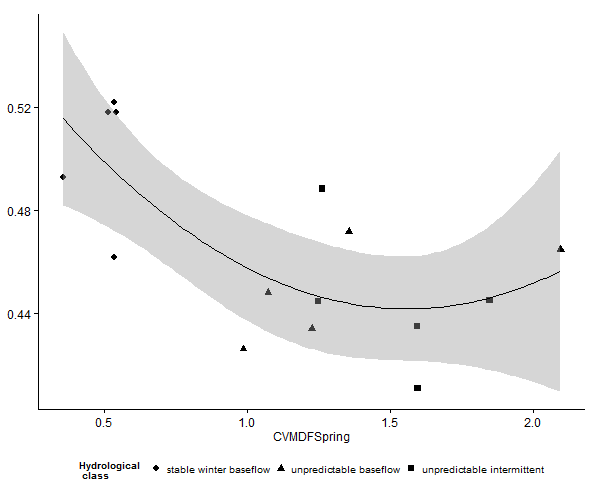 0.52
0.48
0.44
0.5 1.0 1.5 2.0
CVMDFSpring
Hydrological
class
stable winter baseflow unpredictable baseflow unpredictable intermittent